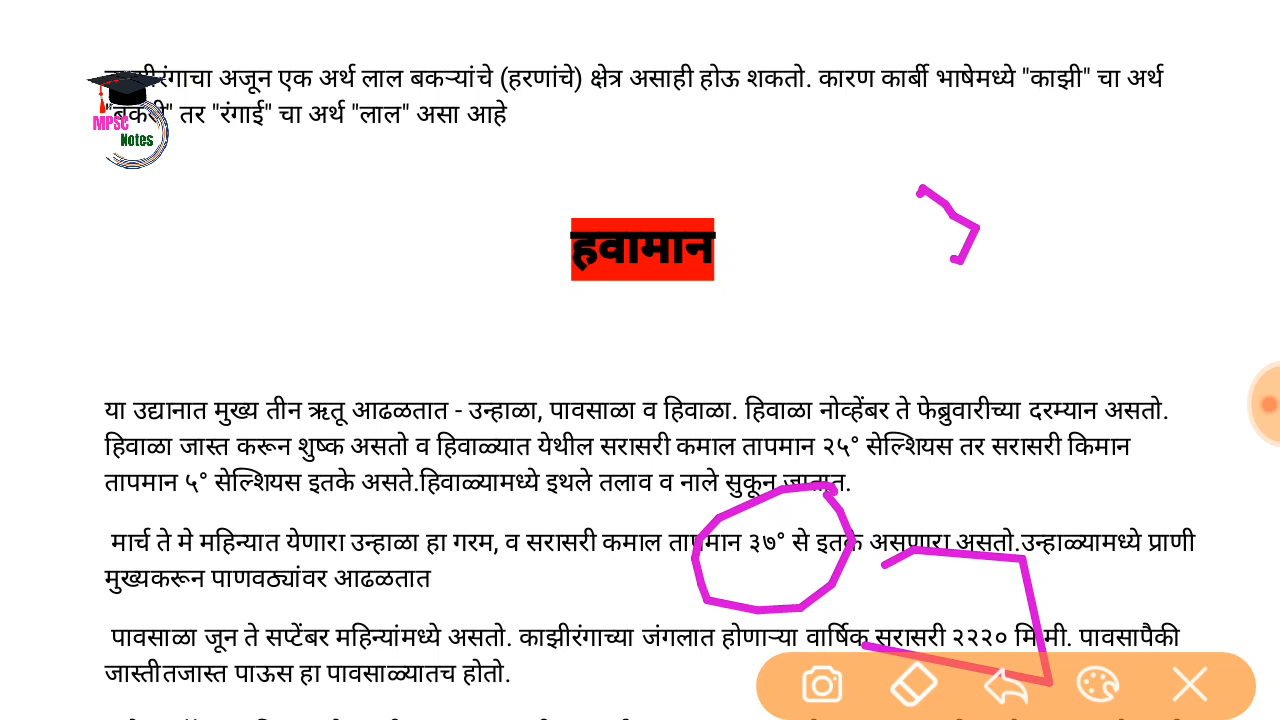 अजून एक अर्थ लाल बकऱ्यांचे (हरणांचे) क्षेत्र असाही होऊ शकतो. कारण कार्बी भाषेमध्ये "काझी" चा अर्थ
"बकरी" तर "रंगाई" चा अर्थ "लाल" असा आहे
MPSC
Notes
हवामान
या उद्यानात मुख्य तीन ऋतू आढळतात - उन्हाळा, पावसाळा व हिवाळा. हिवाळा नोव्हेंबर ते फेब्रुवारीच्या दरम्यान असतो.
हिवाळा जास्त करून शुष्क असतो व हिवाळ्यात येथील सरासरी कमाल तापमान २५° सेल्शियस तर सरासरी किमान
तापमान ५° सेल्शियस इतके असते.हिवाळ्यामध्ये इथले तलाव व नाले सुकून जातात.
मार्च ते मे महिन्यात येणारा उन्हाळा हा गरम, व सरासरी कमाल तापमान ३७° से इतके असणारा असतो.उन्हाळ्यामध्ये प्राणी
मुख्यकरून पाणवठ्यांवर आढळतात
पावसाळा जून ते सप्टेंबर महिन्यांमध्ये असतो. काझीरंगाच्या जंगलात होणाऱ्या वार्षिक सरासरी २२२० मिमी. पावसापैकी
जास्तीतजास्त पाऊस हा पावसाळ्यातच होतो.